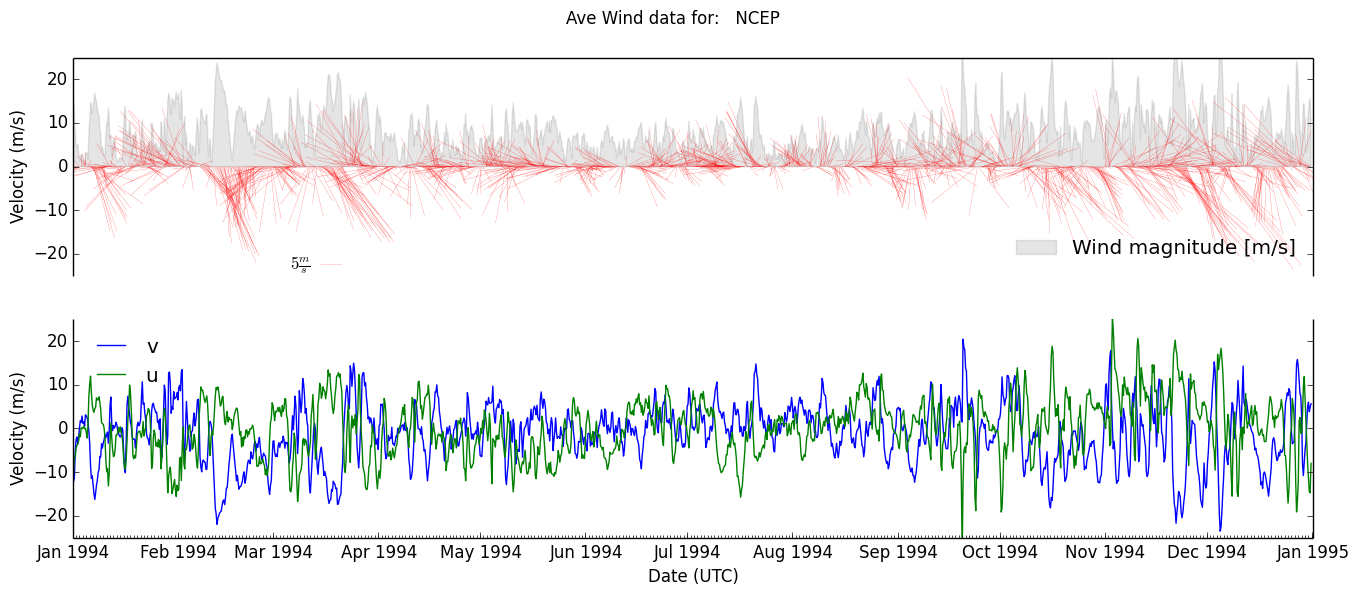 Ave Wind data for: NCEP
Velocity (m/s)
20
10
0
−10
−20
5 m/s
Wind magnitude [m/s]
Velocity (m/s)
20
10
0
−10
−20
v
u
Jan 1994 Feb 1994 Mar 1994 Apr 1994 May 1994 Jun 1994 Jul 1994 Aug 1994 Sep 1994 Oct 1994 Nov 1994 Dec 1994 Jan 1995
Date (UTC)